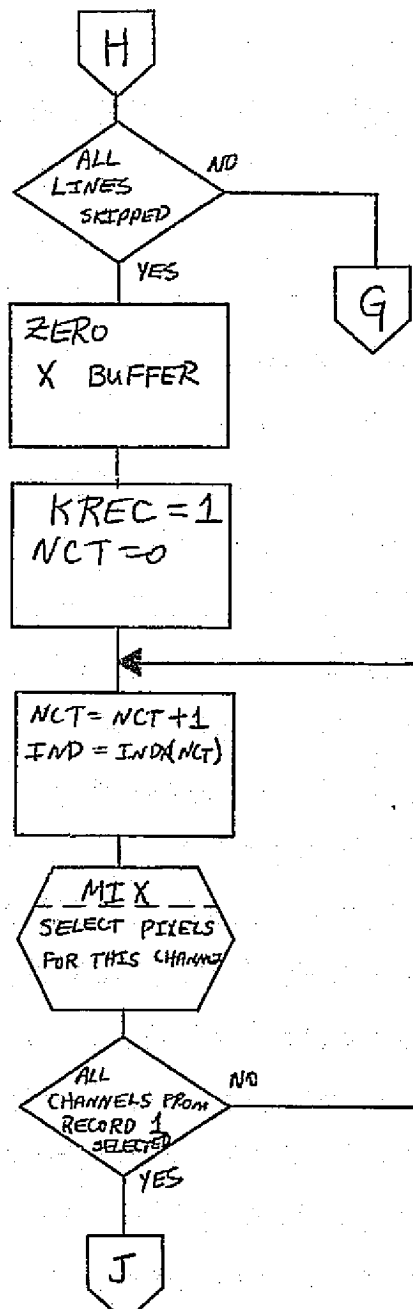 H
ALL
LINES
SKIPPED
NO
YES
G
ZERO
X BUFFER
KREC = 1
NCT = 0
NCT = NCT + 1
IND = INDX(NCT)
MIX
SELECT PIXELS
FOR THIS CHANNEL
ALL
CHANNELS FROM
RECORD 1
SELECTED
NO
YES
J